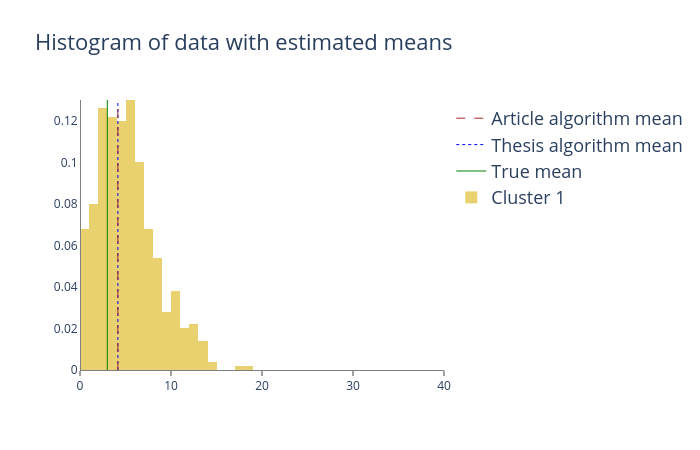 Histogram of data with estimated means
Article algorithm mean
Thesis algorithm mean
True mean
Cluster 1
0.12
0.1
0.08
0.06
0.04
0.02
0
0 10 20 30 40